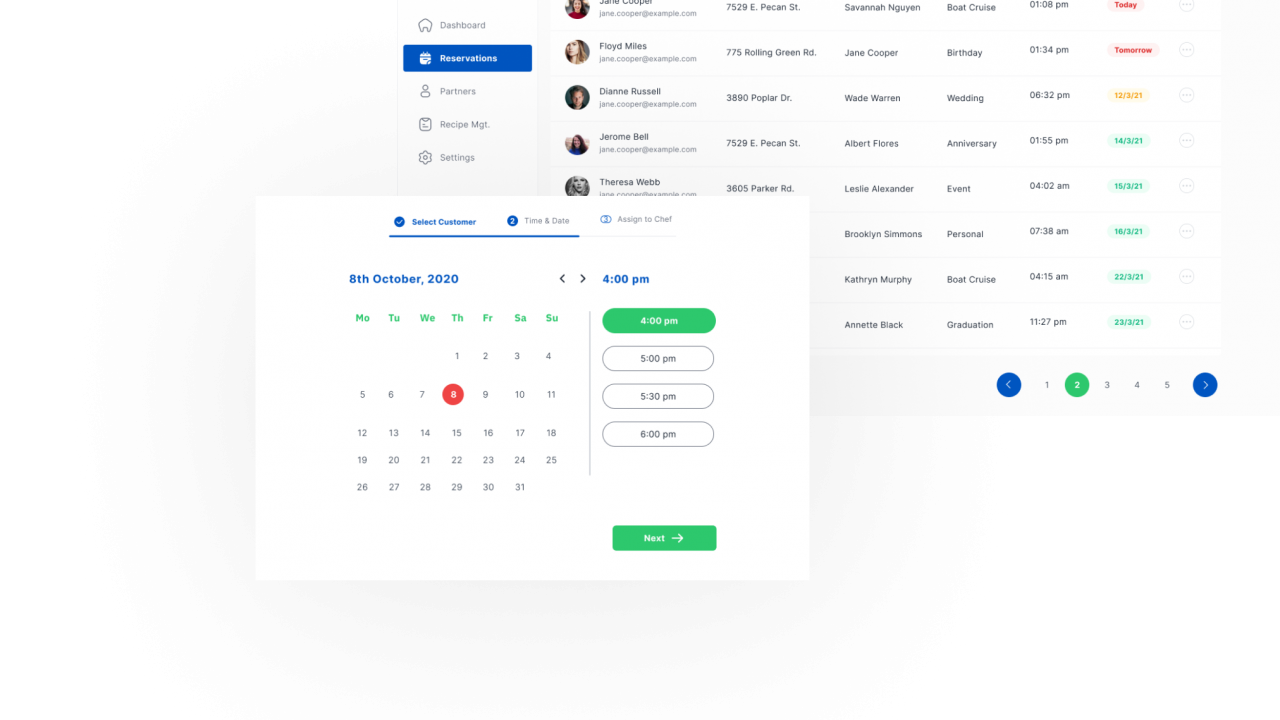 Jane Cooper
jane.cooper@example.com
7529 E. Pecan St.
Savannah Nguyen
Boat Cruise
01:08 pm
Today
Dashboard
Reservations
Partners
Recipe Mgt.
Settings
Floyd Miles
jane.cooper@example.com
775 Rolling Green Rd.
Jane Cooper
Birthday
01:34 pm
Tomorrow
Dianne Russell
jane.cooper@example.com
3890 Poplar Dr.
Wade Warren
Wedding
06:32 pm
12/3/21
Jerome Bell
jane.cooper@example.com
7529 E. Pecan St.
Albert Flores
Anniversary
01:55 pm
14/3/21
Theresa Webb
jane.cooper@example.com
3605 Parker Rd.
Leslie Alexander
Event
04:02 am
15/3/21
Brooklyn Simmons
Personal
07:38 am
16/3/21
Kathryn Murphy
Boat Cruise
04:15 am
22/3/21
Annette Black
Graduation
11:27 pm
23/3/21
1 2 3 4 5
Select Customer
2 Time & Date
3 Assign to Chef
8th October, 2020
Mo Tu We Th Fr Sa Su
1 2 3 4
5 6 7 8 9 10 11
12 13 14 15 16 17 18
19 20 21 22 23 24 25
26 27 28 29 30 31
4:00 pm
4:00 pm
5:00 pm
5:30 pm
6:00 pm
Next